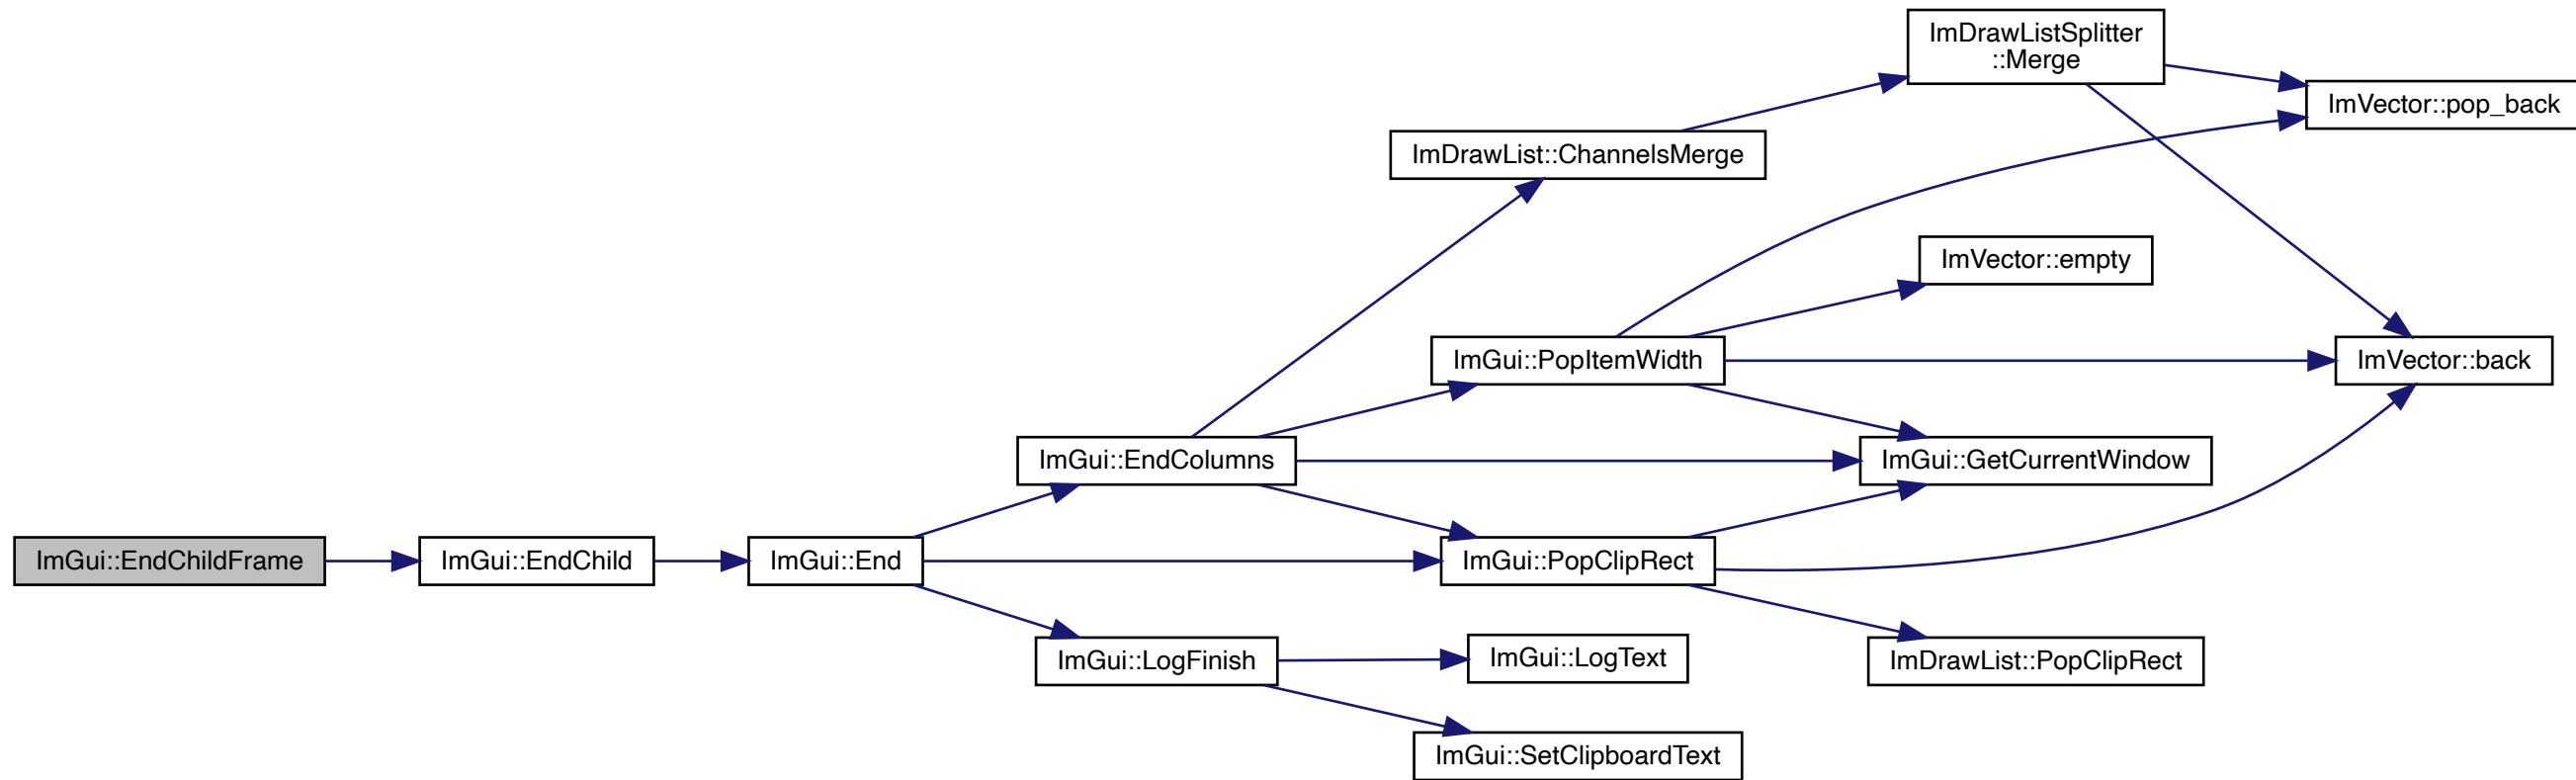 ImDrawListSplitter
::Merge
ImVector::pop_back
ImDrawList::ChannelsMerge
ImVector::empty
ImGui::PopItemWidth
ImVector::back
ImGui::EndColumns
ImGui::GetCurrentWindow
ImGui::EndChildFrame
ImGui::EndChild
ImGui::End
ImGui::PopClipRect
ImGui::LogFinish
ImGui::LogText
ImDrawList::PopClipRect
ImGui::SetClipboardText